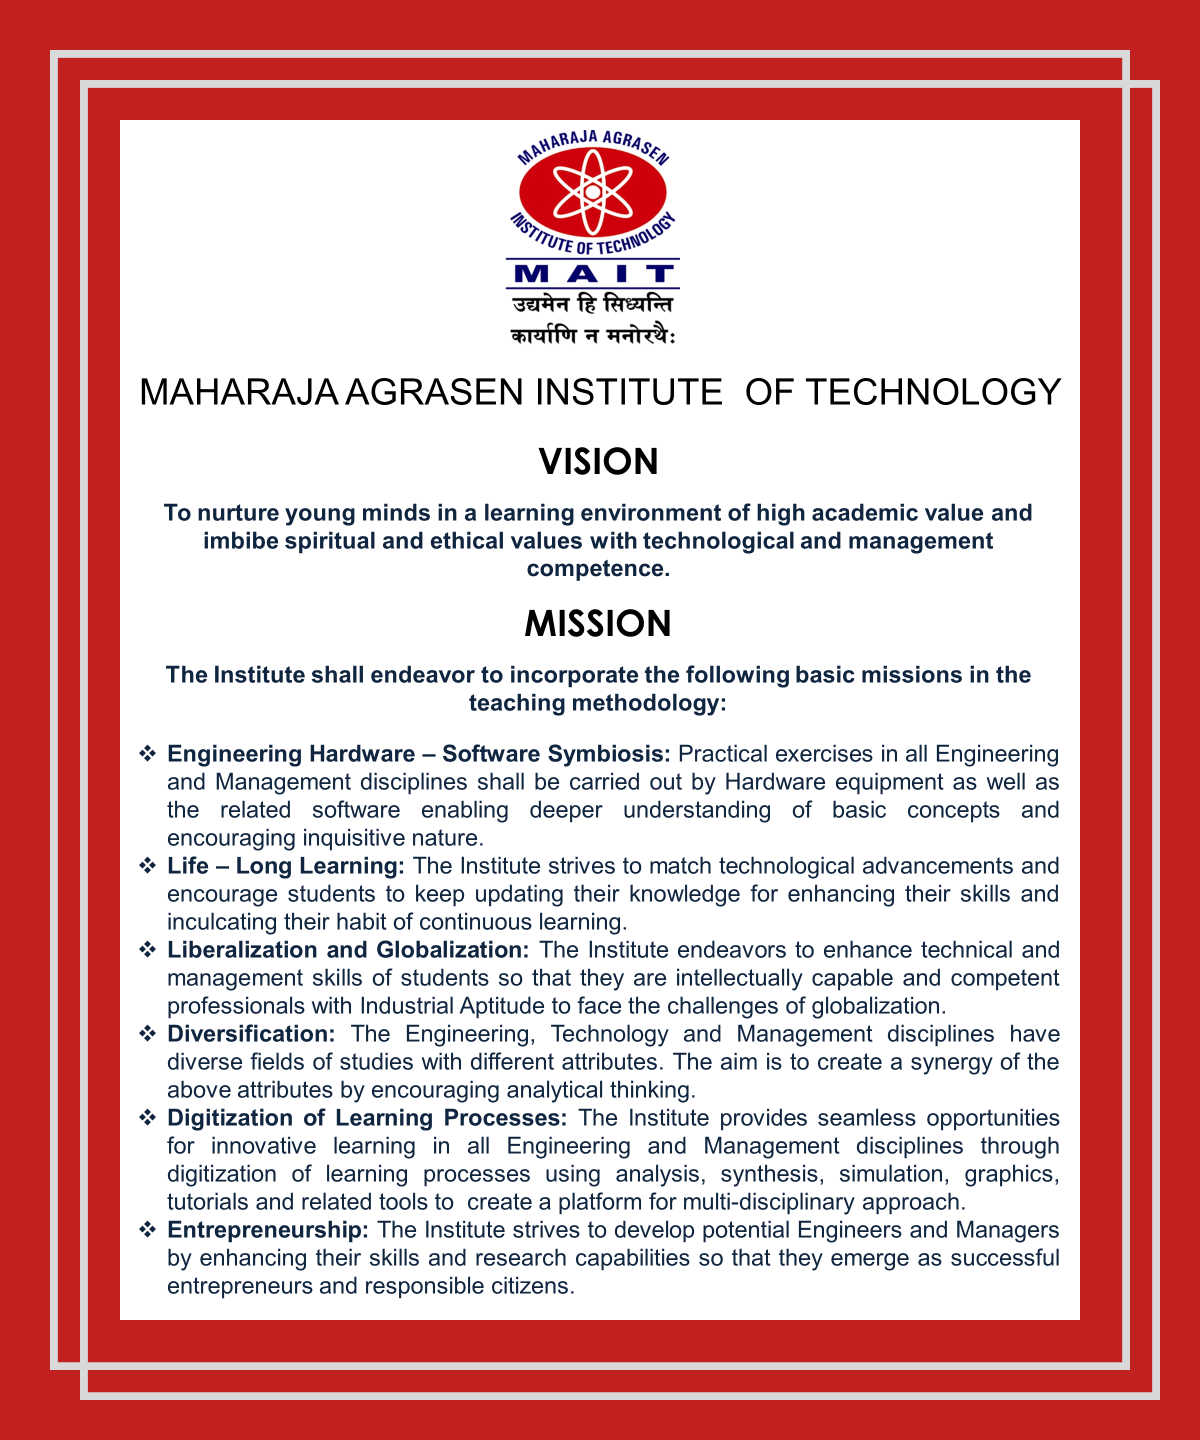 MAHARAJA AGRASEN
INSTITUTE OF TECHNOLOGY
MAIT
उद्यमेन हि सिध्यन्ति
कार्याणि न मनोरथैः
MAHARAJA AGRASEN INSTITUTE OF TECHNOLOGY
VISION
To nurture young minds in a learning environment of high academic value and
imbibe spiritual and ethical values with technological and management
competence.
MISSION
The Institute shall endeavor to incorporate the following basic missions in the
teaching methodology:
❖ Engineering Hardware – Software Symbiosis: Practical exercises in all Engineering
and Management disciplines shall be carried out by Hardware equipment as well as
the related software enabling deeper understanding of basic concepts and
encouraging inquisitive nature.
❖ Life – Long Learning: The Institute strives to match technological advancements and
encourage students to keep updating their knowledge for enhancing their skills and
inculcating their habit of continuous learning.
❖ Liberalization and Globalization: The Institute endeavors to enhance technical and
management skills of students so that they are intellectually capable and competent
professionals with Industrial Aptitude to face the challenges of globalization.
❖ Diversification: The Engineering, Technology and Management disciplines have
diverse fields of studies with different attributes. The aim is to create a synergy of the
above attributes by encouraging analytical thinking.
❖ Digitization of Learning Processes: The Institute provides seamless opportunities
for innovative learning in all Engineering and Management disciplines through
digitization of learning processes using analysis, synthesis, simulation, graphics,
tutorials and related tools to create a platform for multi-disciplinary approach.
❖ Entrepreneurship: The Institute strives to develop potential Engineers and Managers
by enhancing their skills and research capabilities so that they emerge as successful
entrepreneurs and responsible citizens.